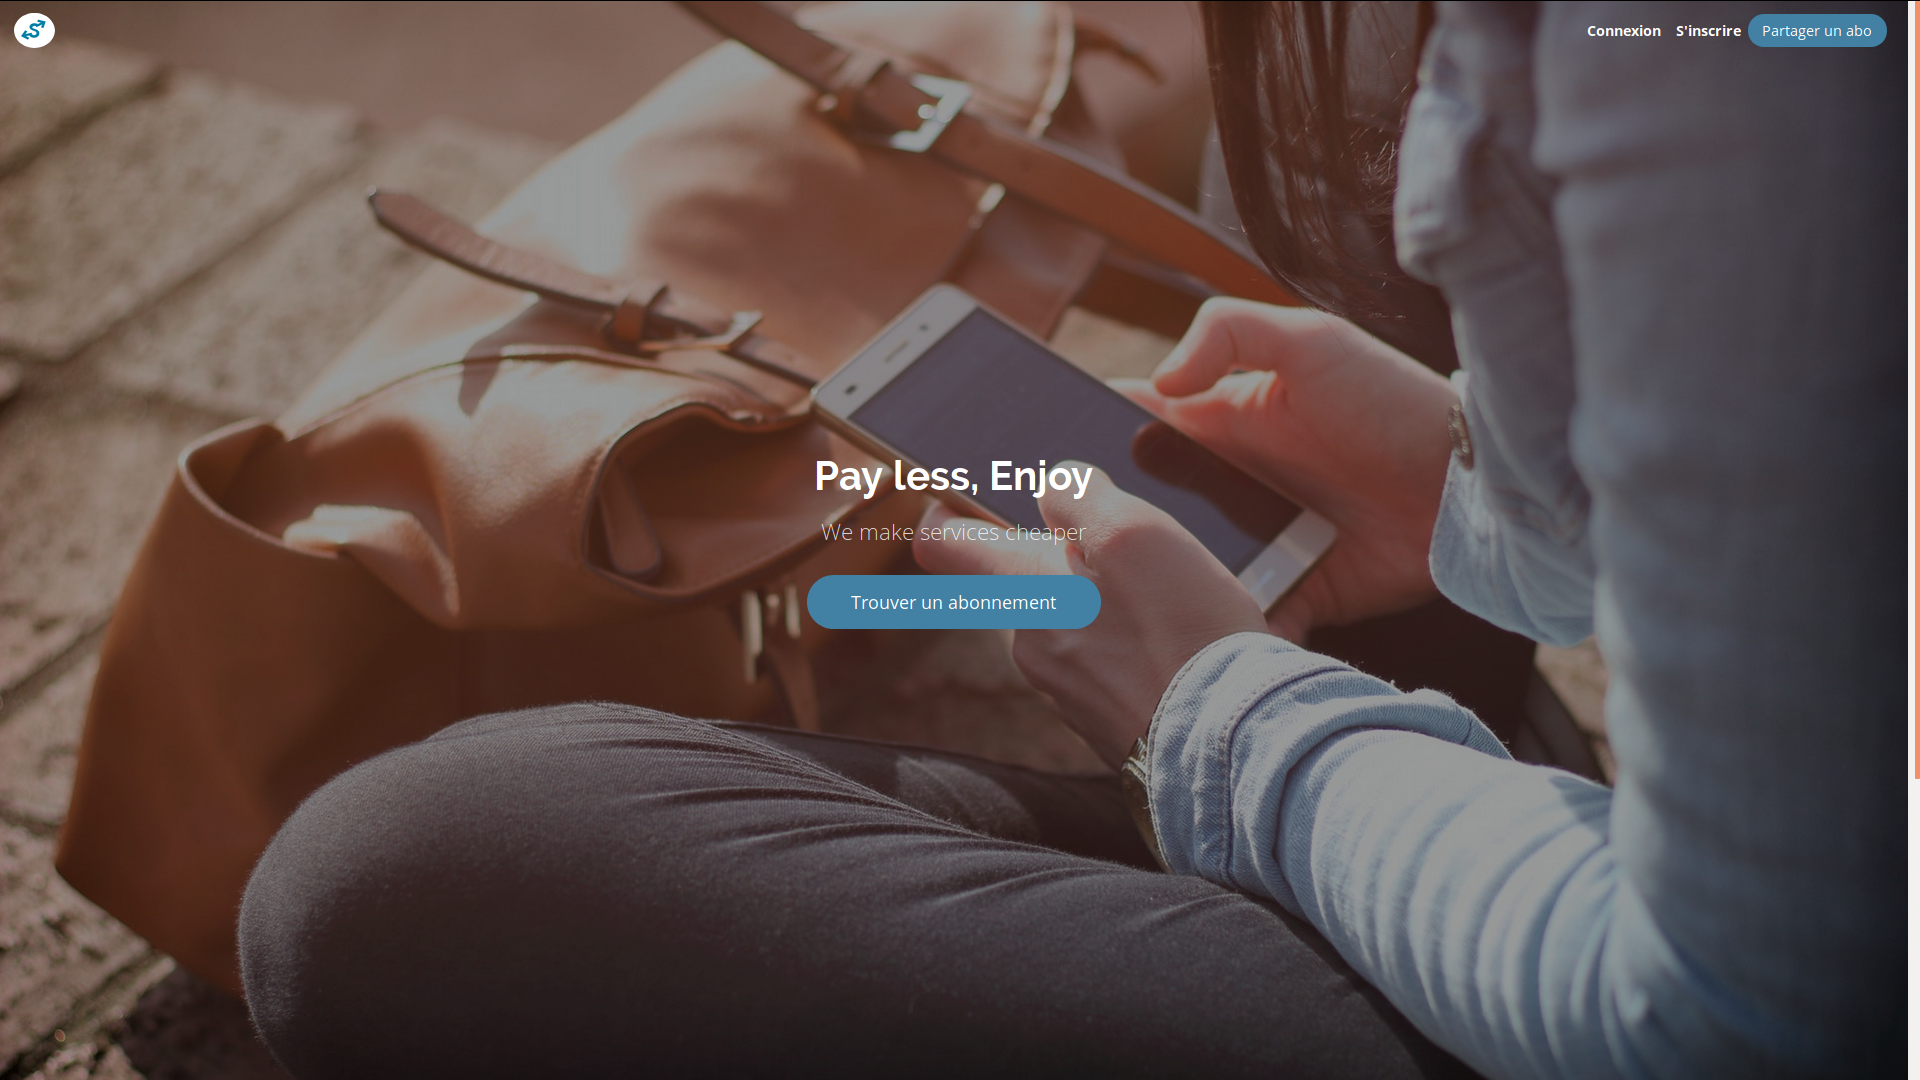 Connexion
S'inscrire
Partager un abo
Pay less, Enjoy
We make services cheaper
Trouver un abonnement